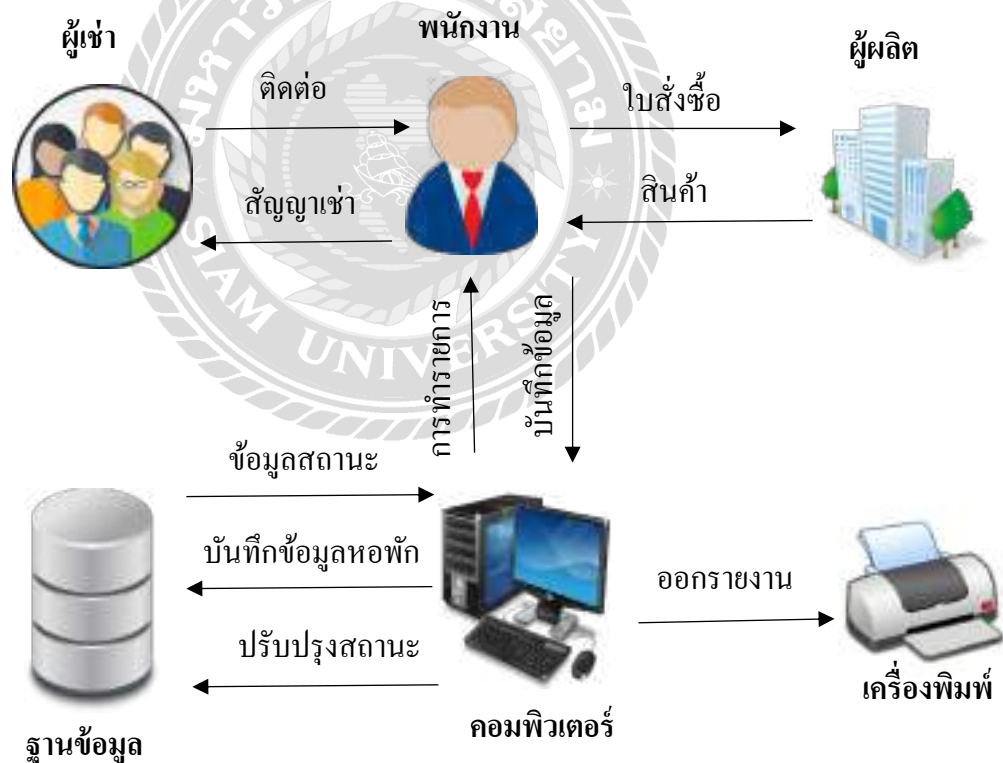 ผู้เช่า
พนักงาน
ผู้ผลิต
ติดต่อ
ใบสั่งซื้อ
สัญญาเช่า
สินค้า
การทำรายการ
บันทึกข้อมูล
SIAM UNIVERSITY
ข้อมูลสถานะ
บันทึกข้อมูลหอพัก
ออกรายงาน
ปรับปรุงสถานะ
เครื่องพิมพ์
คอมพิวเตอร์
ฐานข้อมูล